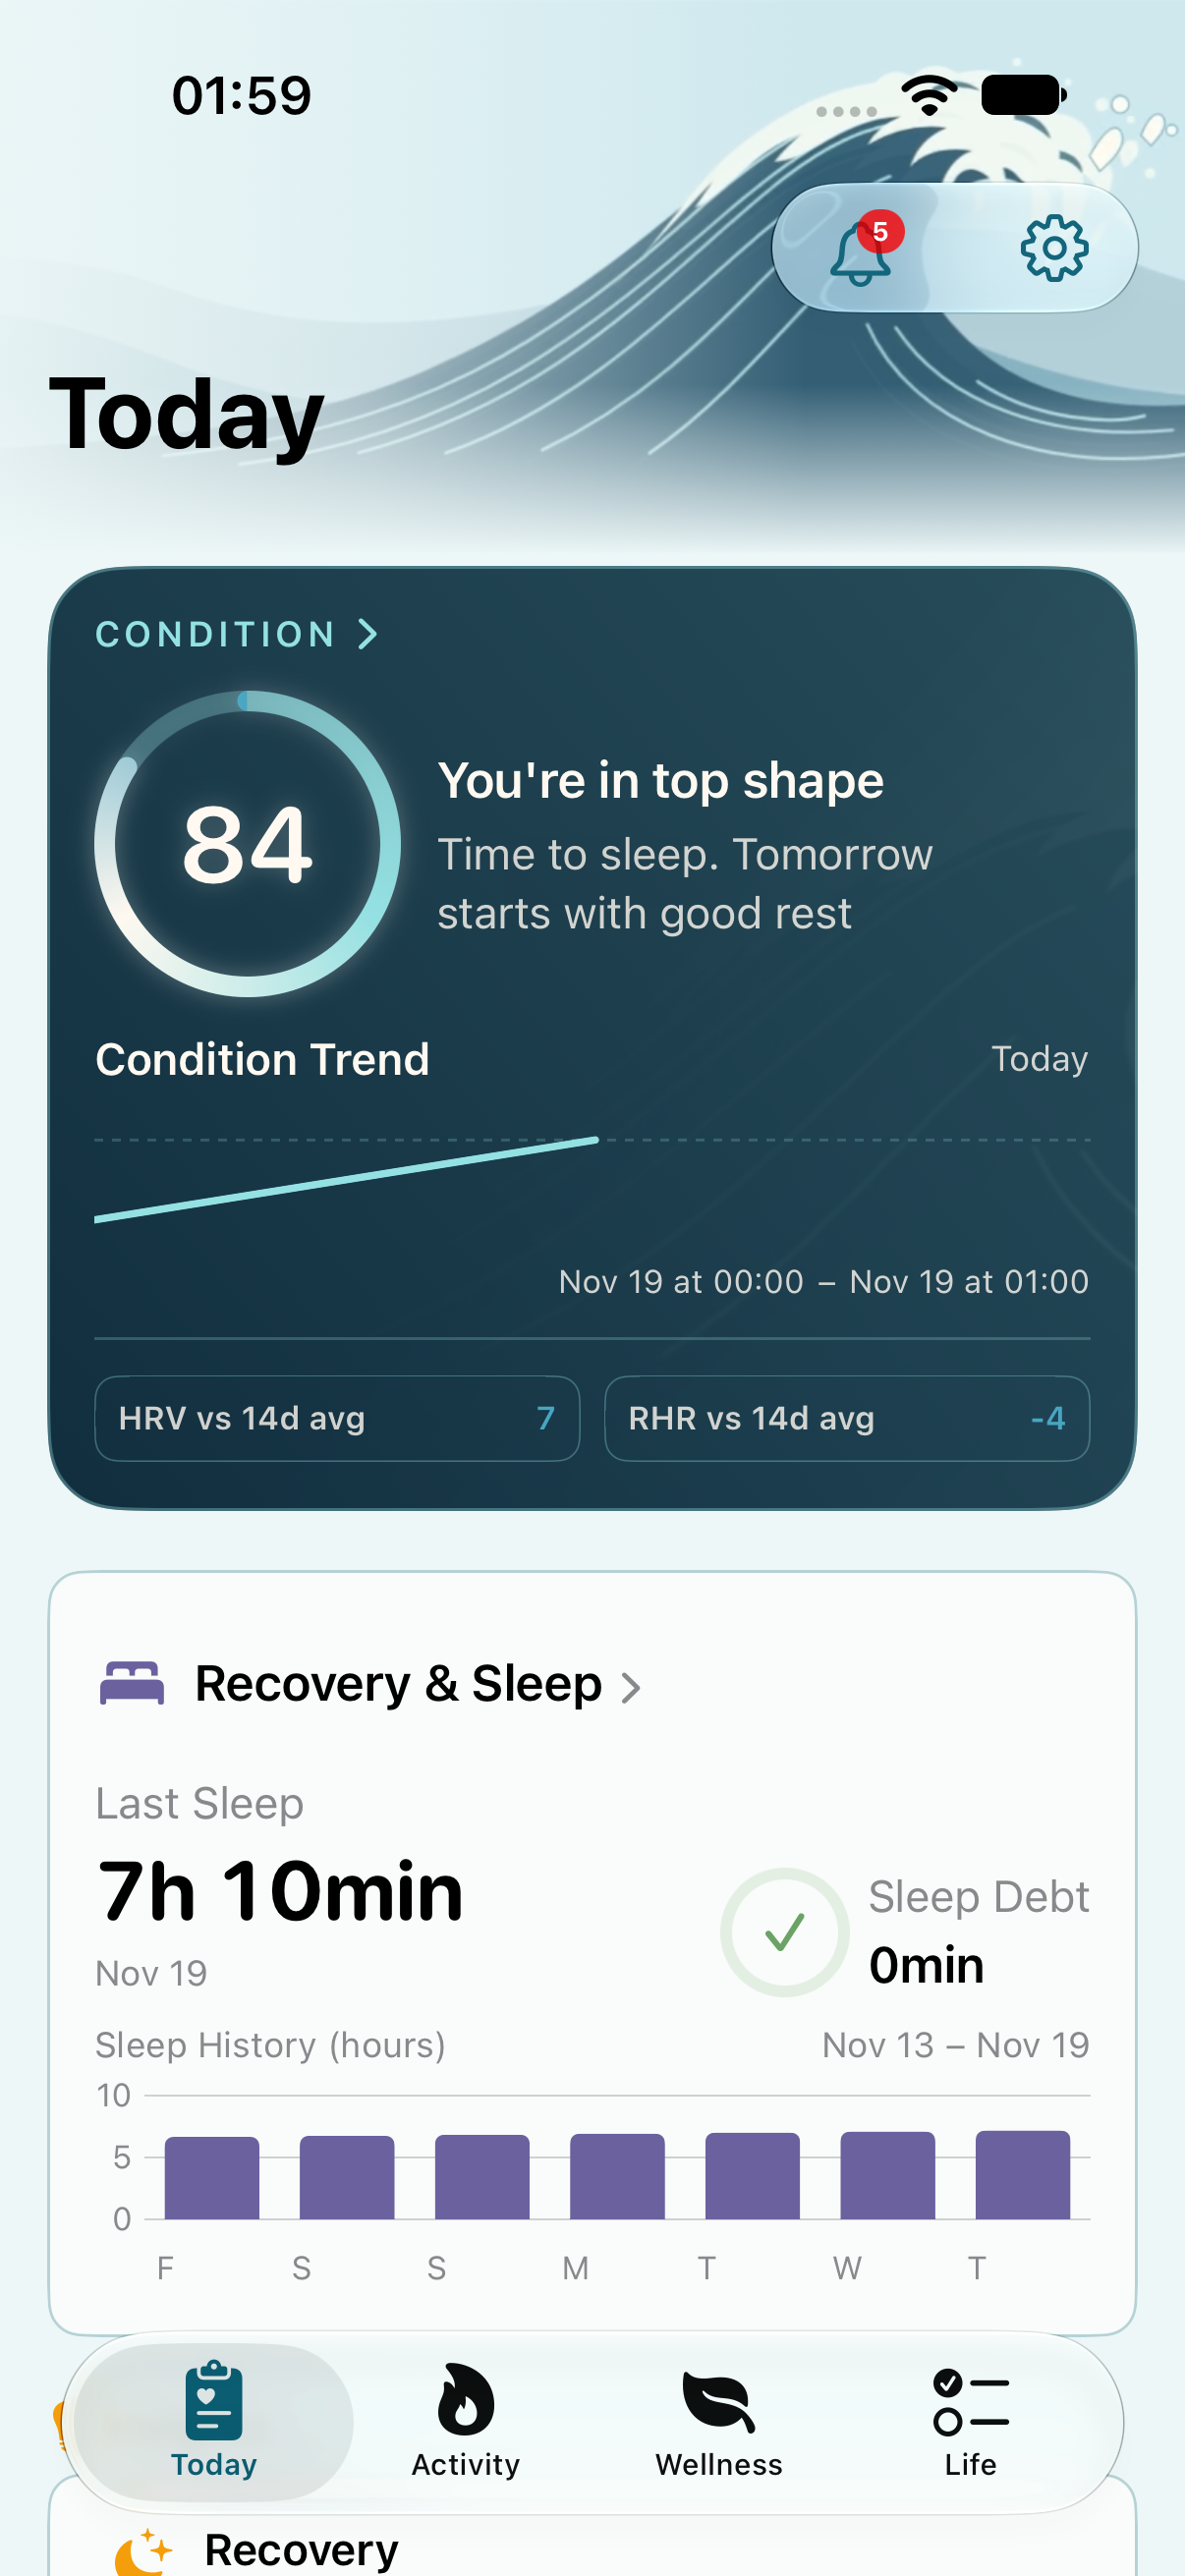 01:59
5
Today
CONDITION
84
You're in top shape
Time to sleep. Tomorrow
starts with good rest
Condition Trend
Today
Nov 19 at 00:00 – Nov 19 at 01:00
HRV vs 14d avg 7
RHR vs 14d avg -4
Recovery & Sleep
Last Sleep
7h 10min
Nov 19
Sleep Debt
0min
Sleep History (hours)
Nov 13 – Nov 19
10
5
0
F S S M T W T
Today
Activity
Wellness
Life
Recovery